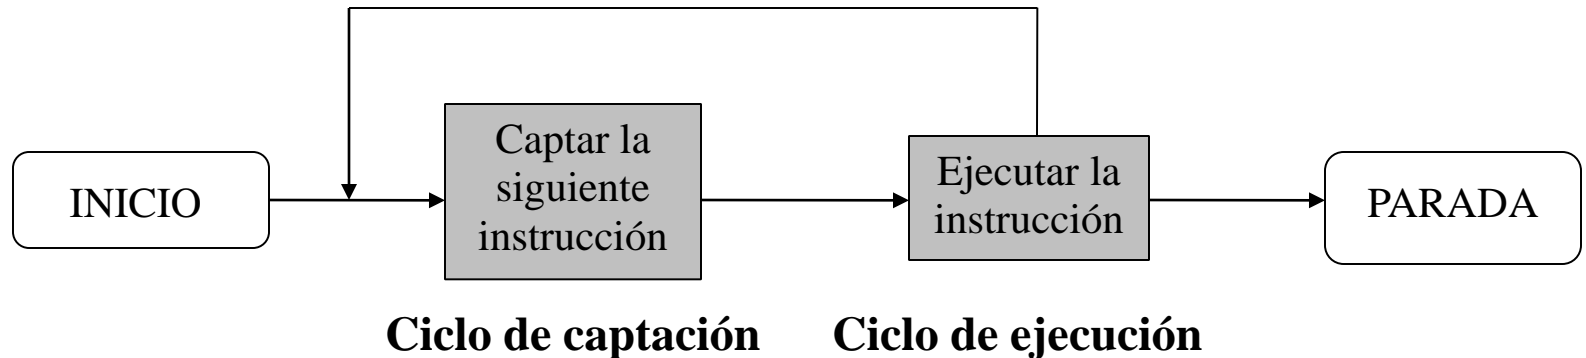 INICIO
Captar la
siguiente
instrucción
Ejecutar la
instrucción
PARADA
Ciclo de captación
Ciclo de ejecución